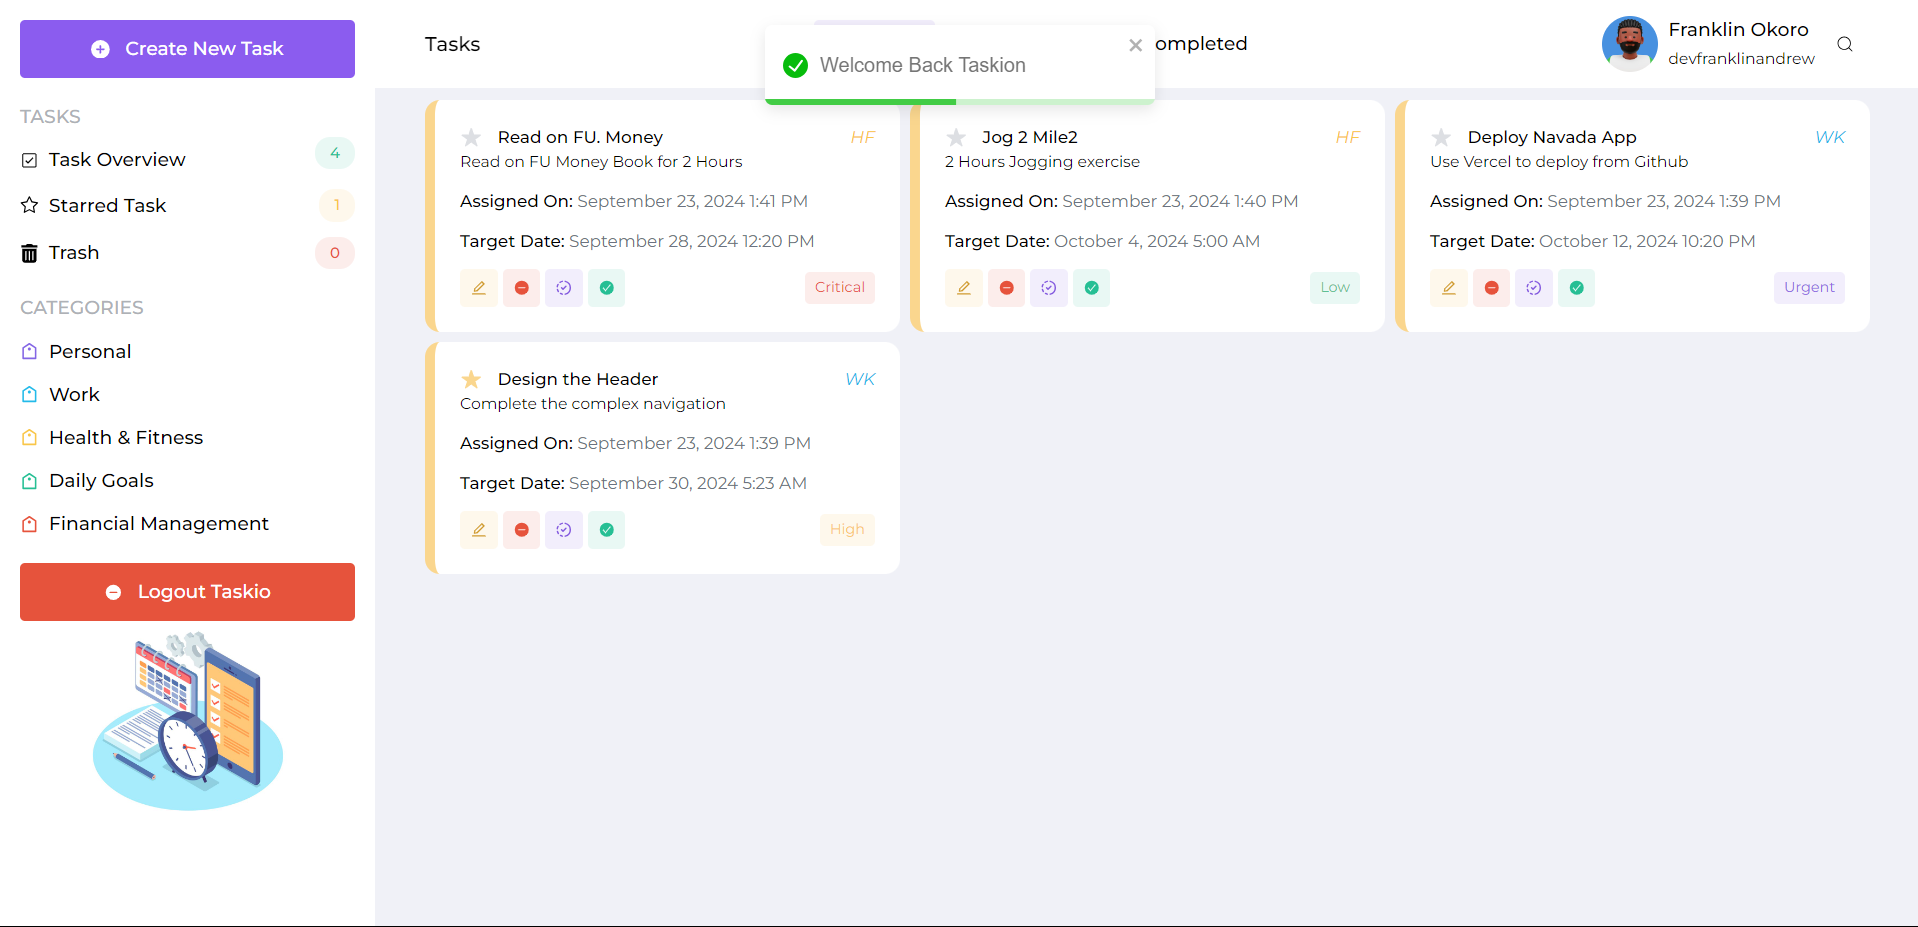 Create New Task
TASKS
Task Overview 4
Starred Task 1
Trash 0
CATEGORIES
Personal
Work
Health & Fitness
Daily Goals
Financial Management
Logout Taskio
Tasks
Welcome Back Taskion
ompleted
Franklin Okoro
devfranklinandrew
Read on FU. Money HF
Read on FU Money Book for 2 Hours
Assigned On: September 23, 2024 1:41 PM
Target Date: September 28, 2024 12:20 PM
Critical
Jog 2 Mile2 HF
2 Hours Jogging exercise
Assigned On: September 23, 2024 1:40 PM
Target Date: October 4, 2024 5:00 AM
Low
Deploy Navada App WK
Use Vercel to deploy from Github
Assigned On: September 23, 2024 1:39 PM
Target Date: October 12, 2024 10:20 PM
Urgent
Design the Header WK
Complete the complex navigation
Assigned On: September 23, 2024 1:39 PM
Target Date: September 30, 2024 5:23 AM
High